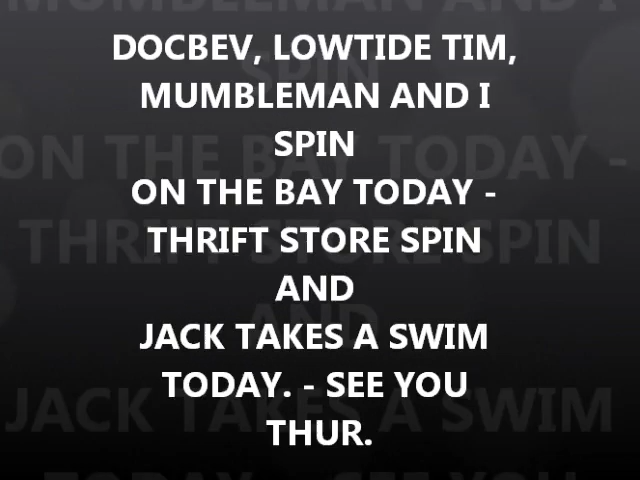 DOCBEV, LOWTIDE TIM,
MUMBLEMAN AND I
SPIN
ON THE BAY TODAY -
THRIFT STORE SPIN
AND
JACK TAKES A SWIM
TODAY. - SEE YOU
THUR.